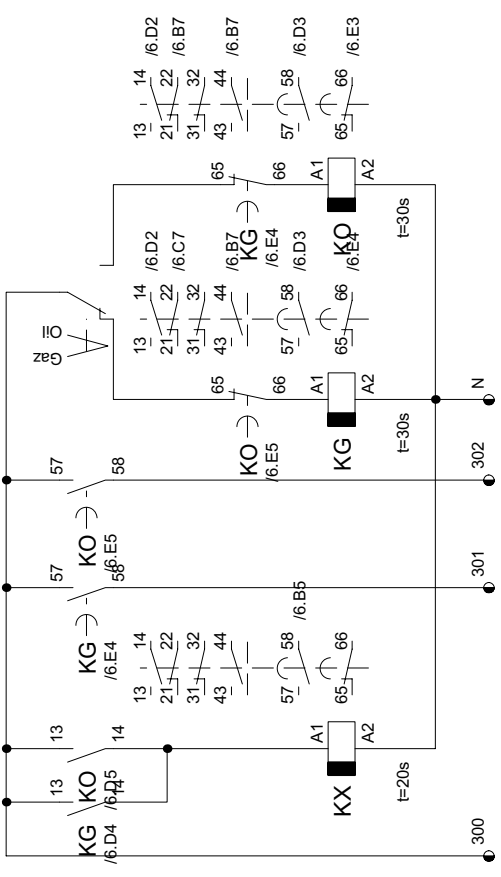 13
14
KG
/6.D4
13
14
KO
/6.D5
57
58
KG
/6.E4
57
58
KO
/6.E5
Gaz
Oil
65
66
KO
/6.E5
65
66
KG
/6.E4
A1
A2
KX
t=20s
A1
A2
KG
t=30s
A1
A2
KO
t=30s
13 14
21 22
31 32
43 44
57 58 /6.B5
65 66
13 14 /6.D2
21 22 /6.C7
31 32
43 44 /6.B7
57 58 /6.D3
65 66 /6.E4
13 14 /6.D2
21 22 /6.B7
31 32
43 44 /6.B7
57 58 /6.D3
65 66 /6.E3
300
301
302
N